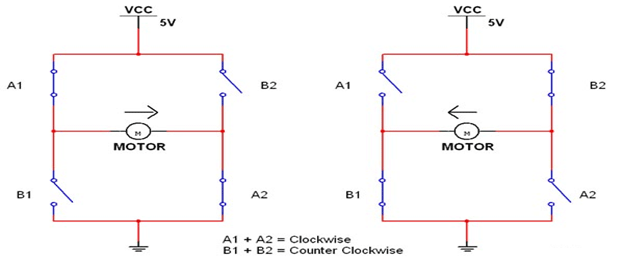 VCC
5V
A1
B2
M
MOTOR
B1
A2
VCC
5V
A1
B2
M
MOTOR
B1
A2
A1 + A2 = Clockwise
B1 + B2 = Counter Clockwise